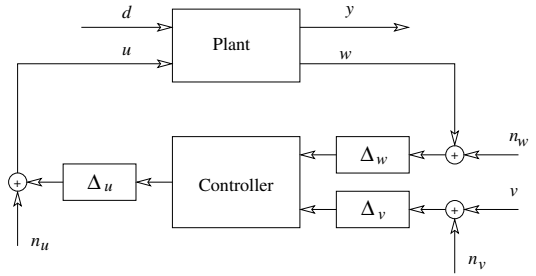 d
y
Plant
u
w
n_w
Δ_w
+
Δ_u
Controller
+
Δ_v
+
v
n_u
n_v